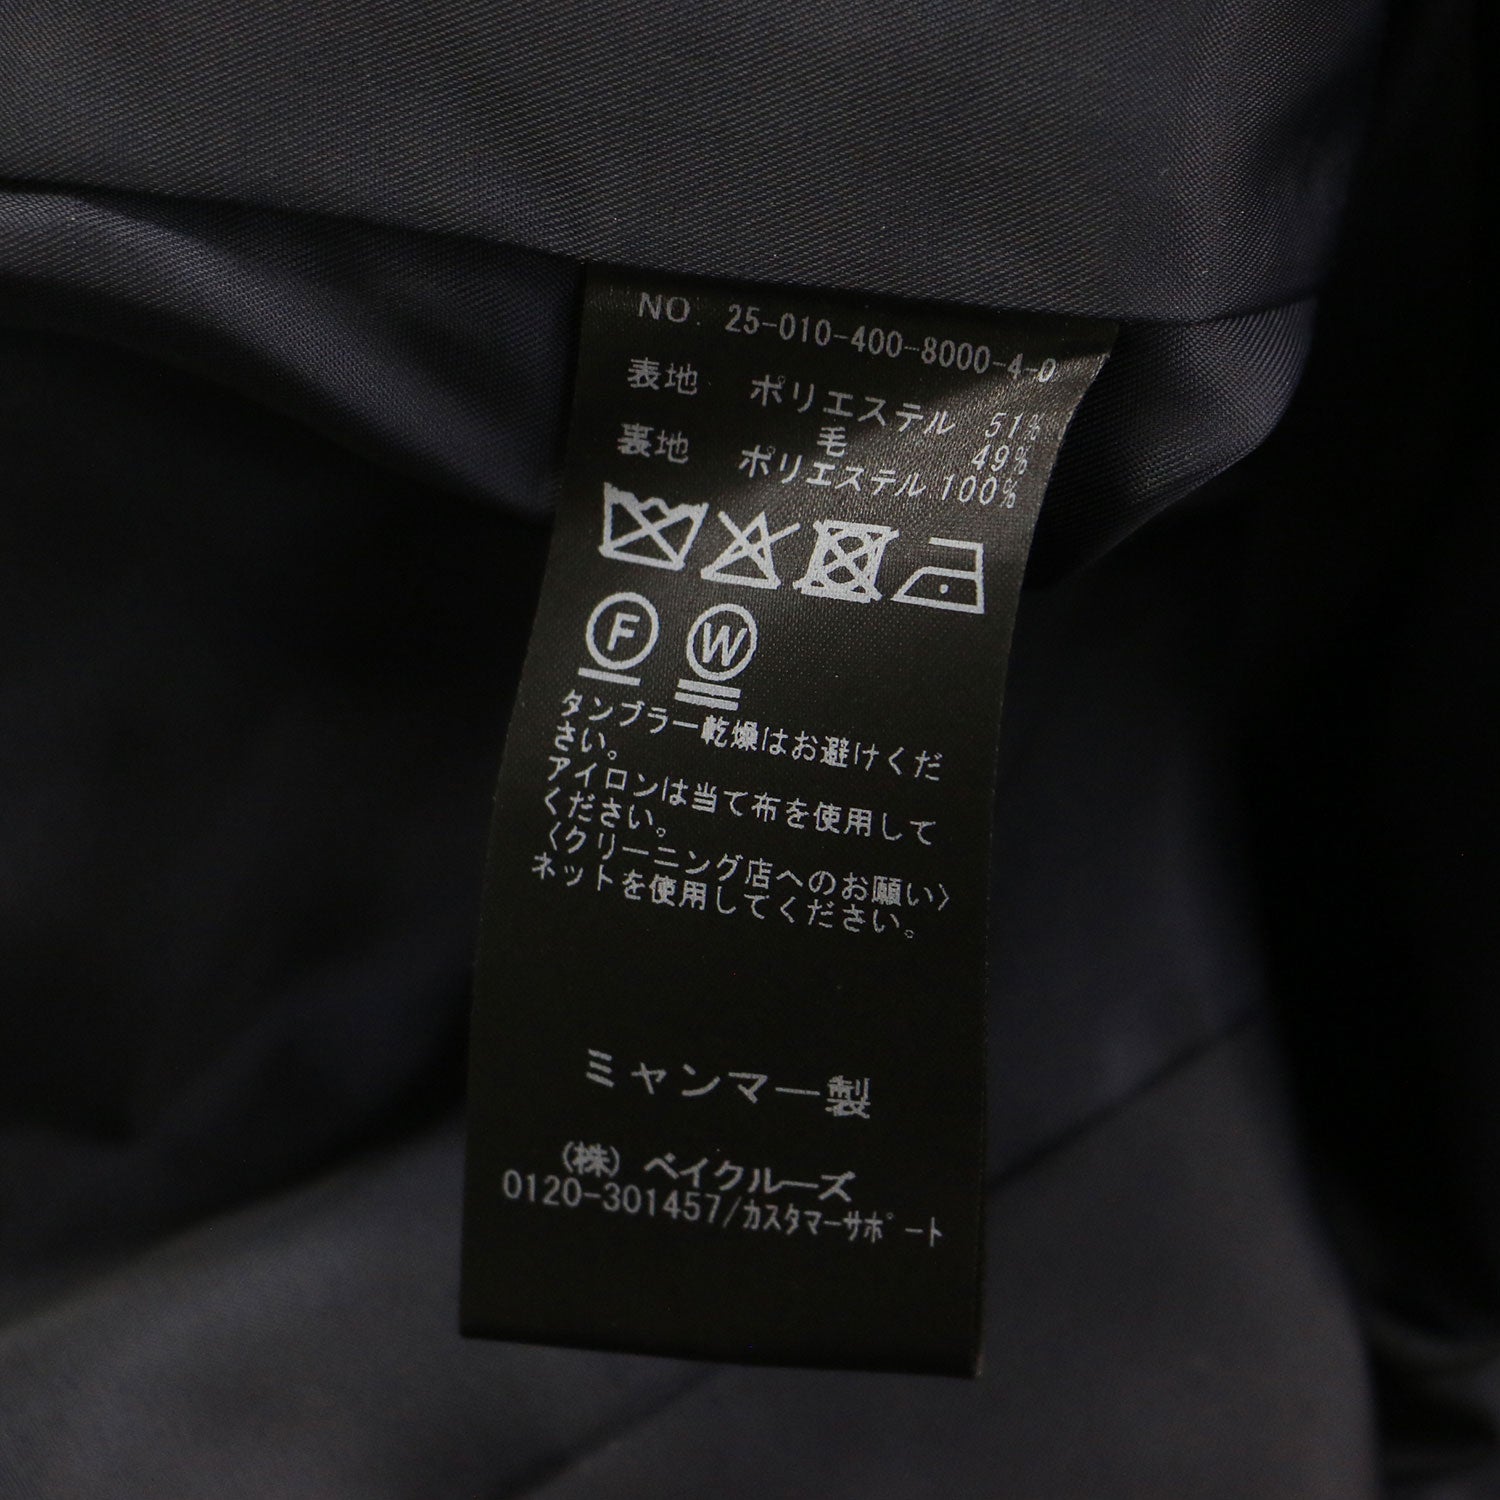 NO. 25-010-400-8000-4-0
表地 ポリエステル 51%
毛 49%
裏地 ポリエステル 100%
F W
タンブラー乾燥はお避けくだ
さい。
アイロンは当て布を使用して
ください。
〈クリーニング店へのお願い〉
ネットを使用してください。
ミャンマー製
(株) ベイクルーズ
0120-301457/ｶｽﾀﾏｰｻﾎﾟｰﾄ